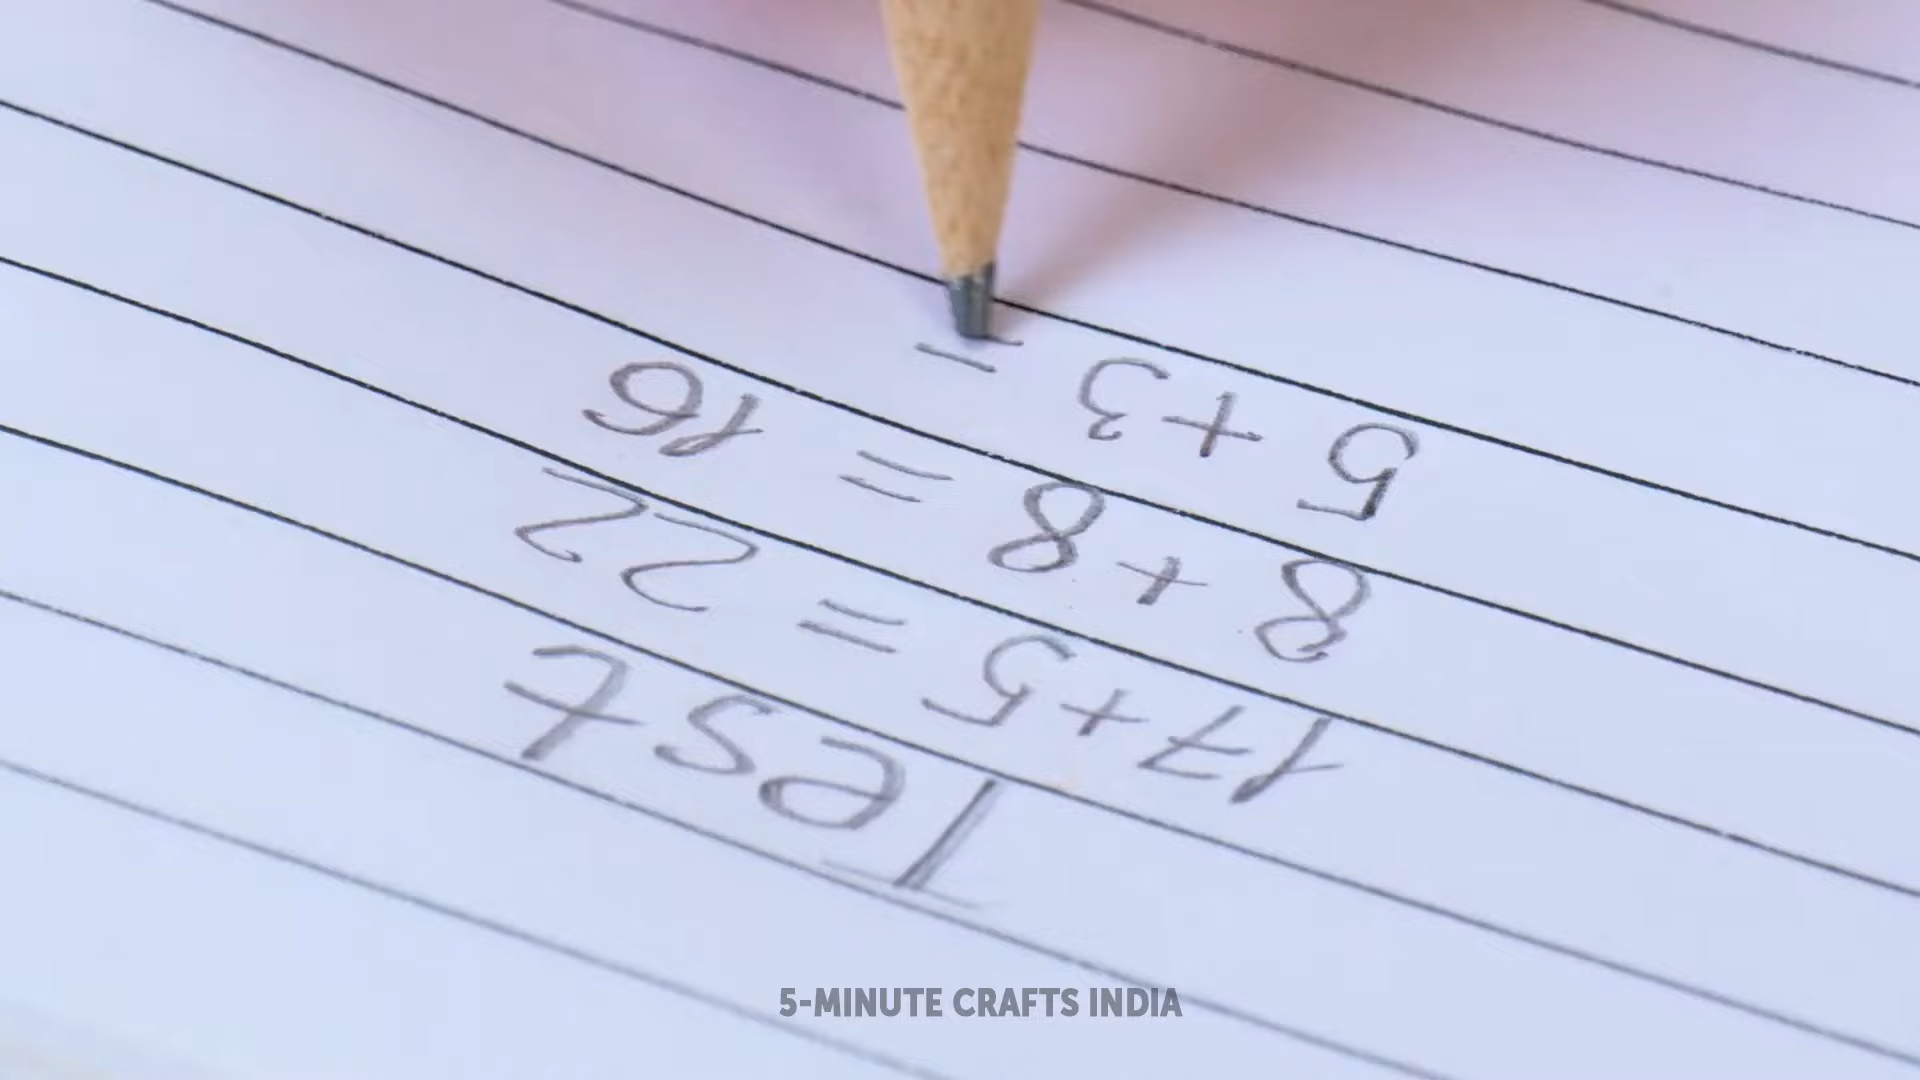 Test
17+5 = 22
8+8 = 16
5+3 =
5-MINUTE CRAFTS INDIA